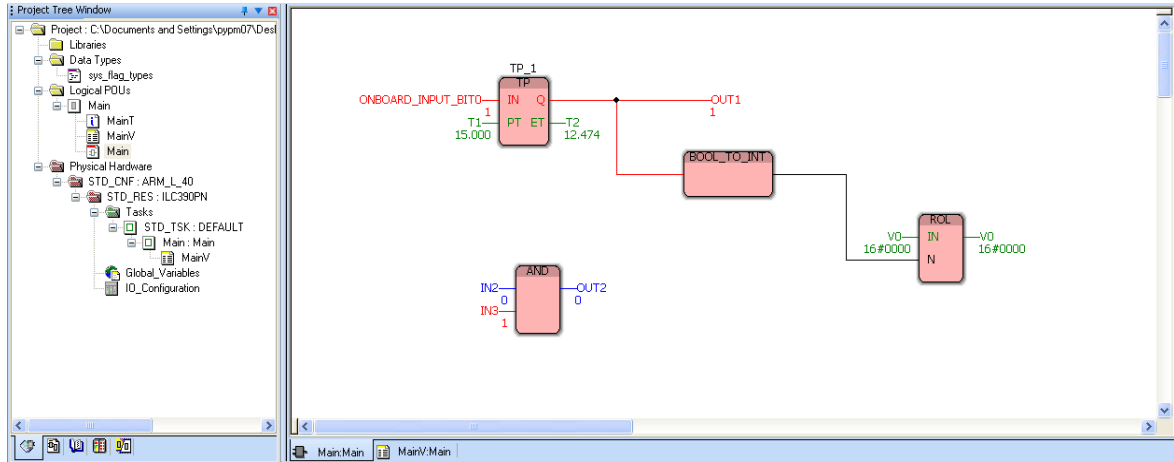 Project Tree Window
Project : C:\Documents and Settings\pypm07\Desl
Libraries
Data Types
sys_flag_types
Logical POUs
Main
MainT
MainV
Main
Physical Hardware
STD_CNF : ARM_L_40
STD_RES : ILC390PN
Tasks
STD_TSK : DEFAULT
Main : Main
MainV
Global_Variables
IO_Configuration
TP_1
TP
ONBOARD_INPUT_BIT0 IN Q OUT1
1 1
T1 PT ET T2
15.000 12.474
BOOL_TO_INT
ROL
V0 IN V0
16#0000 16#0000
N
AND
IN2 OUT2
0 0
IN3
1
Main:Main MainV:Main